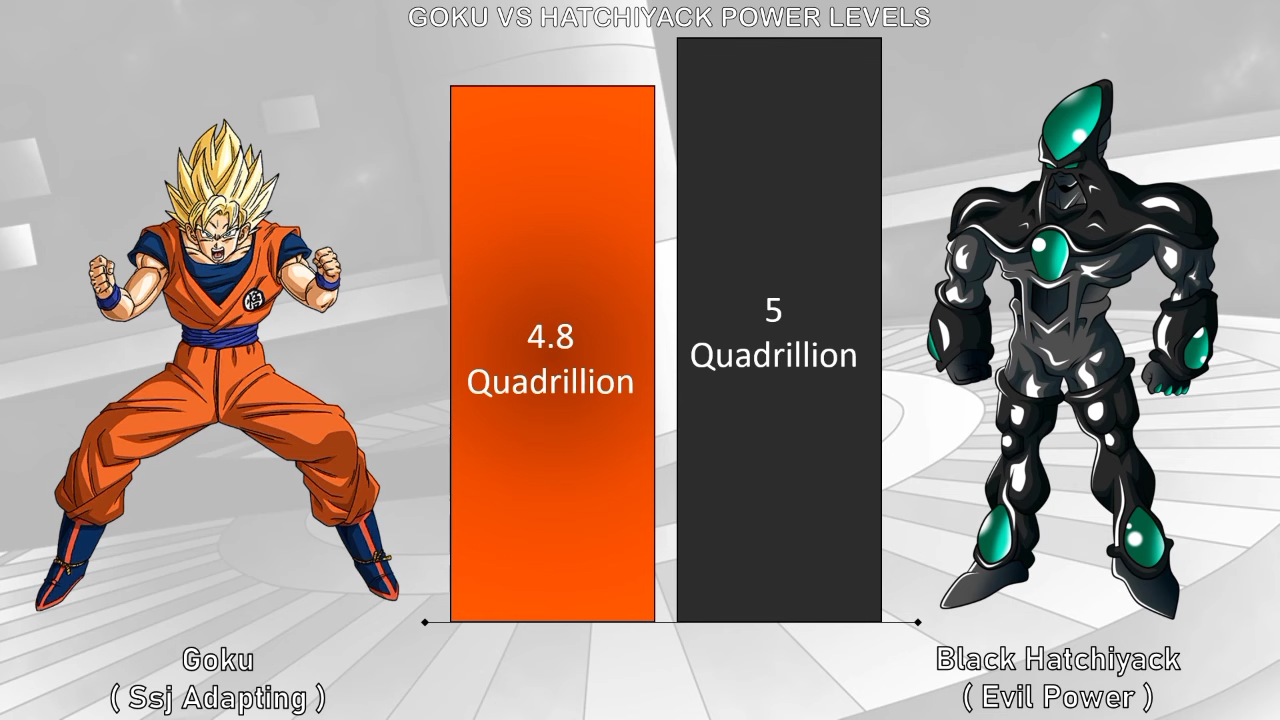 GOKU VS HATCHIYACK POWER LEVELS
4.8
Quadrillion
5
Quadrillion
Goku
( Ssj Adapting )
Black Hatchiyack
( Evil Power )